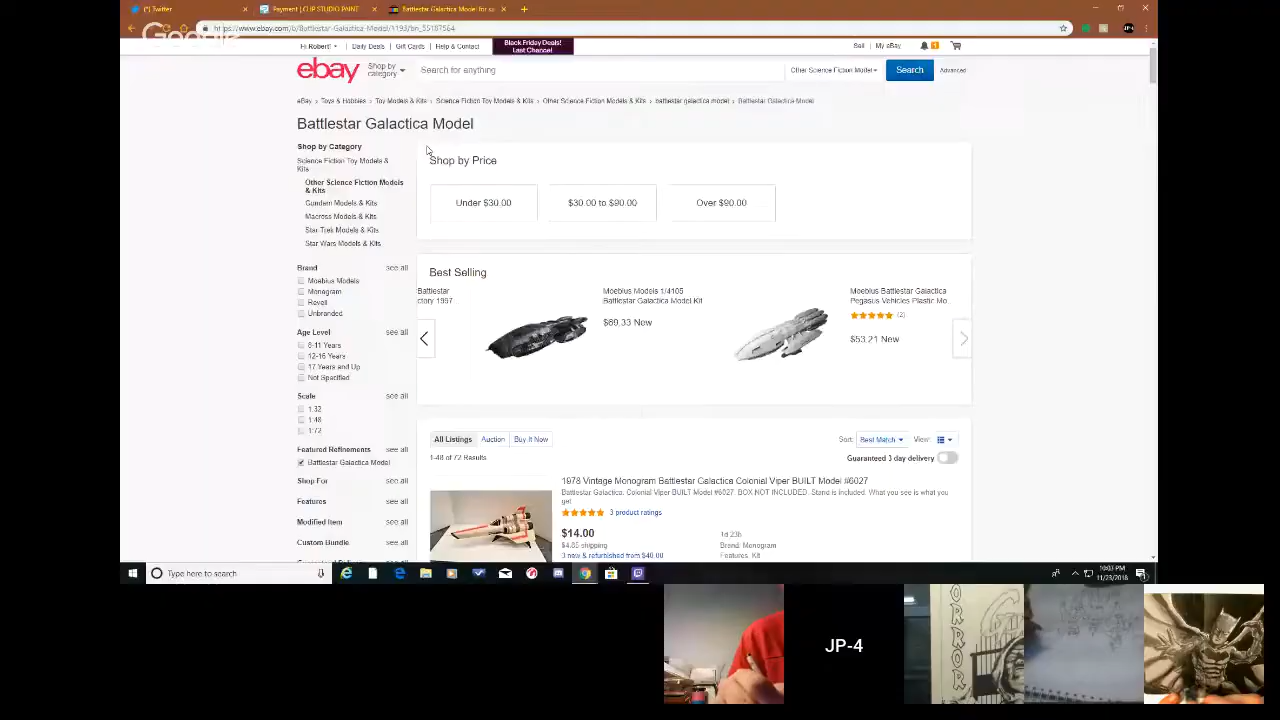 (*) Twitter
Payment | CLIP STUDIO PAINT
Battlestar Galactica Model for sa
https://www.ebay.com/b/Battlestar-Galactica-Model/1193/bn_55187564
Google
Hi Robert!
Daily Deals
Gift Cards
Help & Contact
Black Friday Deals!
Last Chance!
Sell
My eBay
ebay
Shop by
category
Search for anything
Other Science Fiction Model
Search
Advanced
eBay › Toys & Hobbies › Toy Models & Kits › Science Fiction Toy Models & Kits › Other Science Fiction Models & Kits › battlestar galactica model › Battlestar Galactica Model
Battlestar Galactica Model
Shop by Category
Science Fiction Toy Models &
Kits
Other Science Fiction Models
& Kits
Gundam Models & Kits
Macross Models & Kits
Star Trek Models & Kits
Star Wars Models & Kits
Brand
see all
Moebius Models
Monogram
Revell
Unbranded
Age Level
see all
8-11 Years
12-16 Years
17 Years and Up
Not Specified
Scale
see all
1:32
1:48
1:72
Featured Refinements
see all
Battlestar Galactica Model
Shop For
see all
Features
see all
Modified Item
see all
Custom Bundle
see all
see all
Shop by Price
Under $30.00
$30.00 to $90.00
Over $90.00
Best Selling
Battlestar
ctory 1997...
Moebius Models 1/4105
Battlestar Galactica Model Kit
$69.33 New
Moebius Battlestar Galactica
Pegasus Vehicles Plastic Mo...
(2)
$53.21 New
All Listings
Auction
Buy It Now
Sort:
Best Match
View:
1-48 of 72 Results
Guaranteed 3 day delivery
1978 Vintage Monogram Battlestar Galactica Colonial Viper BUILT Model #6027
Battlestar Galactica. Colonial Viper BUILT Model #6027. BOX NOT INCLUDED. Stand is included. What you see is what you
get.
3 product ratings
$14.00
$4.85 shipping
3 new & refurbished from $40.00
1d 23h
Brand: Monogram
Features: Kit
Type here to search
10:03 PM
11/23/2018
JP-4
ORROR